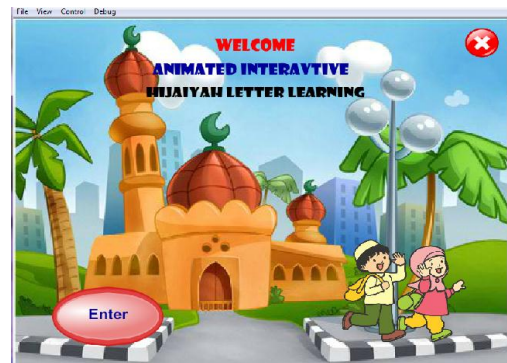 File View Control Debug
WELCOME
ANIMATED INTERAVTIVE
HIJAIYAH LETTER LEARNING
Enter